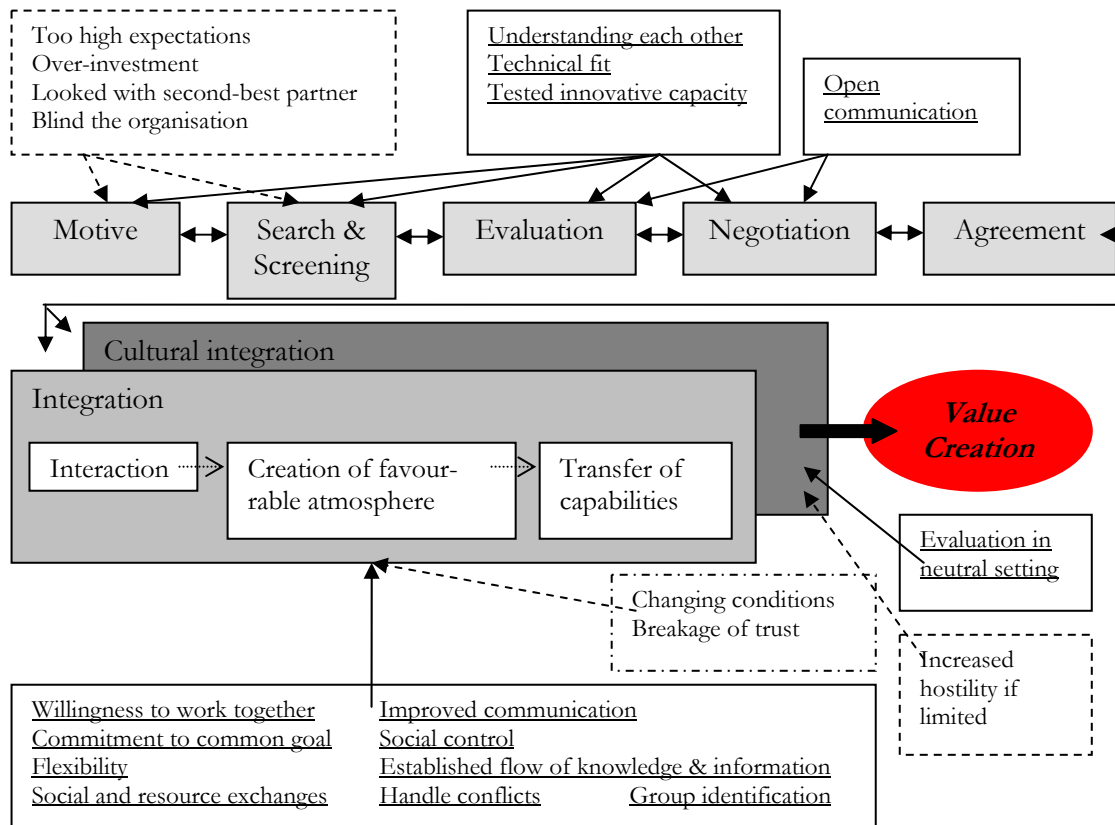 Too high expectations
Over-investment
Looked with second-best partner
Blind the organisation
Understanding each other
Technical fit
Tested innovative capacity
Open
communication
Motive
Search &
Screening
Evaluation
Negotiation
Agreement
Cultural integration
Integration
Interaction
Creation of favour-
rable atmosphere
Transfer of
capabilities
Value
Creation
Evaluation in
neutral setting
Changing conditions
Breakage of trust
Increased
hostility if
limited
Willingness to work together
Commitment to common goal
Flexibility
Social and resource exchanges
Improved communication
Social control
Established flow of knowledge & information
Handle conflicts Group identification